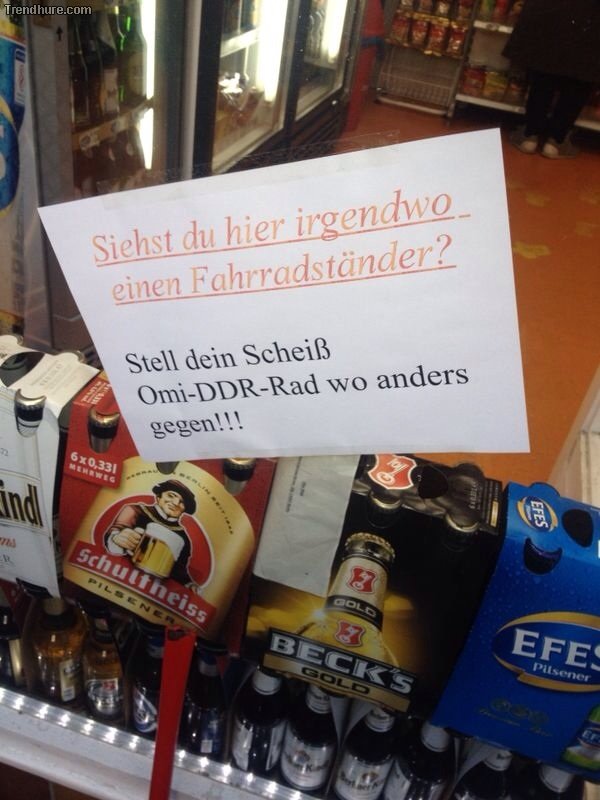 Trendhure.com
Siehst du hier irgendwo
einen Fahrradständer?
Stell dein Scheiß
Omi-DDR-Rad wo anders
gegen!!!
6x0,33l
MEHRWEG
indl
Schultheiss
PILSENER
GOLD
BECK'S
GOLD
EFES
EFES
Pilsener